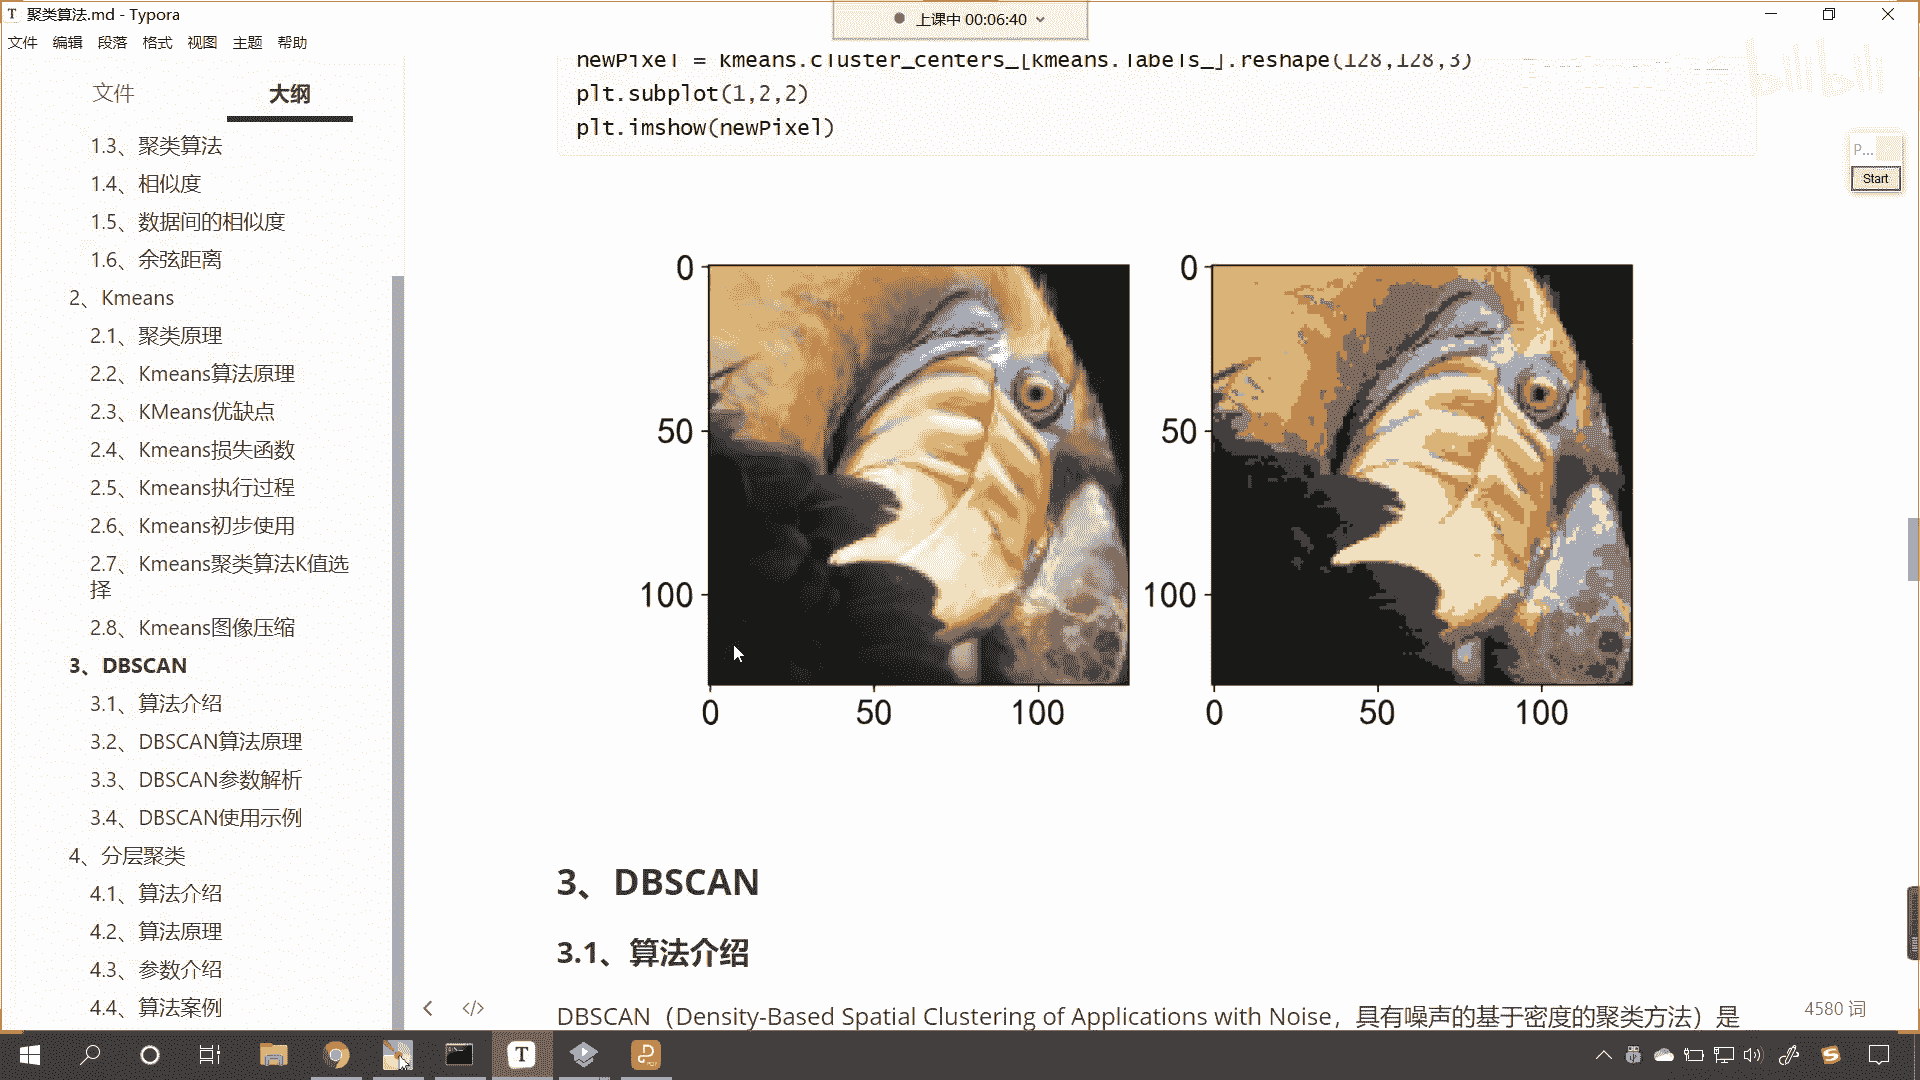 聚类算法.md - Typora
上课中 00:06:40
文件 编辑 段落 格式 视图 主题 帮助
文件 大纲
1.3、聚类算法
1.4、相似度
1.5、数据间的相似度
1.6、余弦距离
2、Kmeans
2.1、聚类原理
2.2、Kmeans算法原理
2.3、KMeans优缺点
2.4、Kmeans损失函数
2.5、Kmeans执行过程
2.6、Kmeans初步使用
2.7、Kmeans聚类算法K值选
择
2.8、Kmeans图像压缩
3、DBSCAN
3.1、算法介绍
3.2、DBSCAN算法原理
3.3、DBSCAN参数解析
3.4、DBSCAN使用示例
4、分层聚类
4.1、算法介绍
4.2、算法原理
4.3、参数介绍
4.4、算法案例
newPixel = kmeans.cluster_centers_[kmeans.labels_].reshape(128,128,3)
plt.subplot(1,2,2)
plt.imshow(newPixel)
bilibili
P...
Start
0
50
100
0 50 100
0
50
100
0 50 100
3、DBSCAN
3.1、算法介绍
DBSCAN（Density-Based Spatial Clustering of Applications with Noise，具有噪声的基于密度的聚类方法）是
4580 词